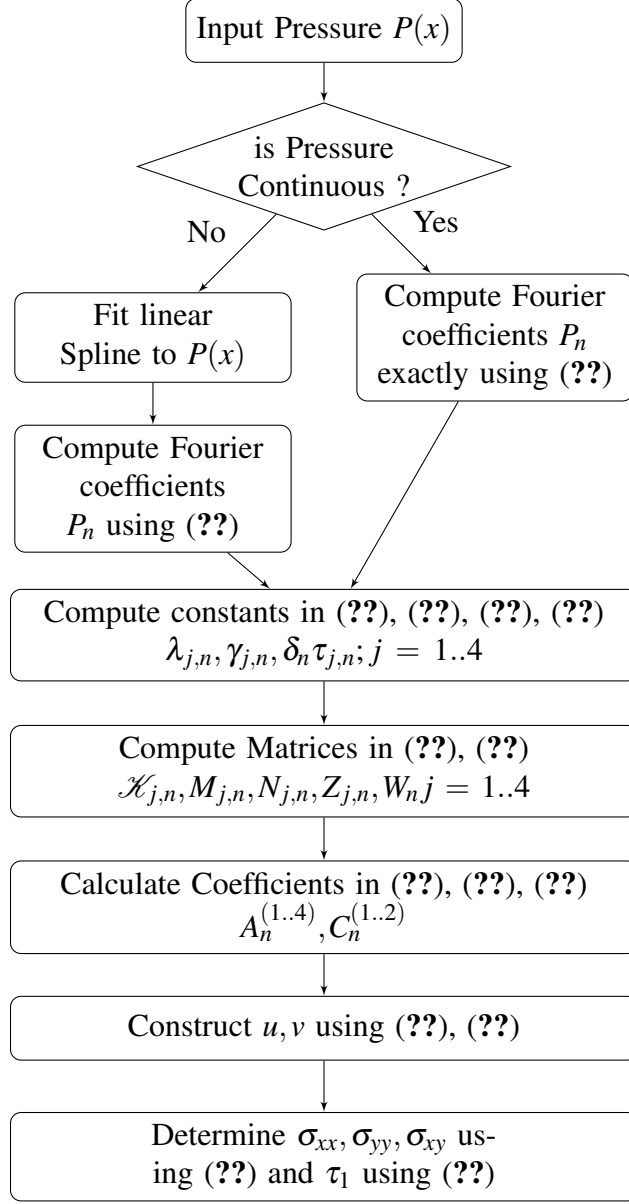 Input Pressure P(x)
is Pressure
Continuous ?
No
Yes
Fit linear
Spline to P(x)
Compute Fourier
coefficients P_n
exactly using (??)
Compute Fourier
coefficients
P_n using (??)
Compute constants in (??), (??), (??), (??)
λ_{j,n}, γ_{j,n}, δ_n τ_{j,n}; j = 1..4
Compute Matrices in (??), (??)
𝒦_{j,n}, M_{j,n}, N_{j,n}, Z_{j,n}, W_n j = 1..4
Calculate Coefficients in (??), (??), (??)
A_n^{(1..4)}, C_n^{(1..2)}
Construct u, v using (??), (??)
Determine σ_{xx}, σ_{yy}, σ_{xy} us-
ing (??) and τ_1 using (??)